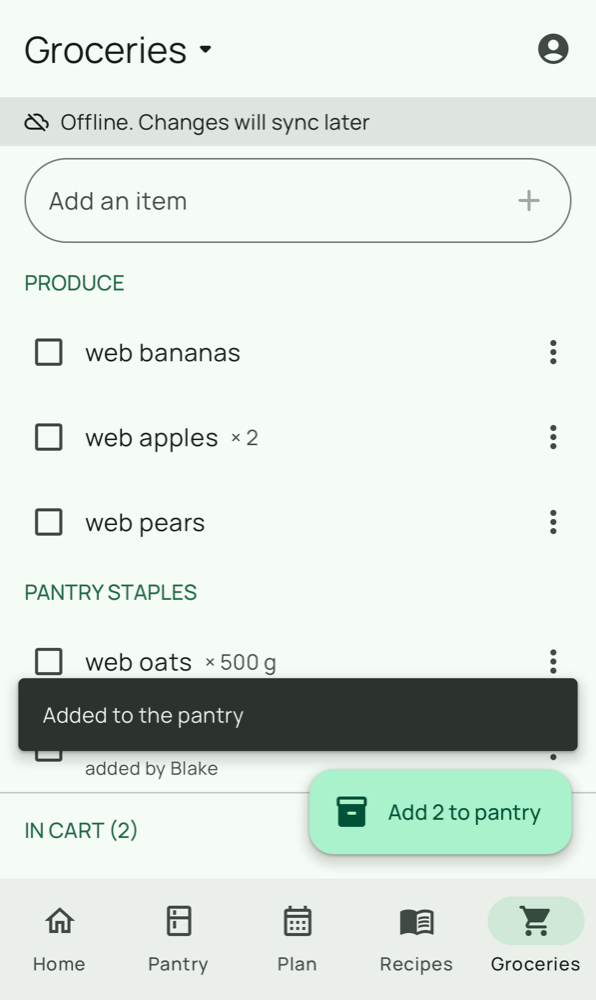 Groceries
Offline. Changes will sync later
Add an item
PRODUCE
web bananas
web apples × 2
web pears
PANTRY STAPLES
web oats × 500 g
Added to the pantry
added by Blake
IN CART (2)
Add 2 to pantry
Home Pantry Plan Recipes Groceries